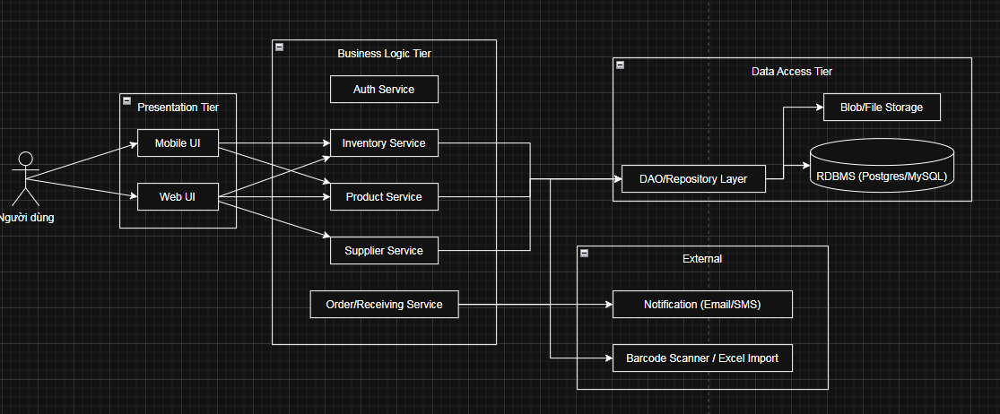 Business Logic Tier
Auth Service
Inventory Service
Product Service
Supplier Service
Order/Receiving Service
Presentation Tier
Mobile UI
Web UI
Người dùng
Data Access Tier
Blob/File Storage
DAO/Repository Layer
RDBMS (Postgres/MySQL)
External
Notification (Email/SMS)
Barcode Scanner / Excel Import